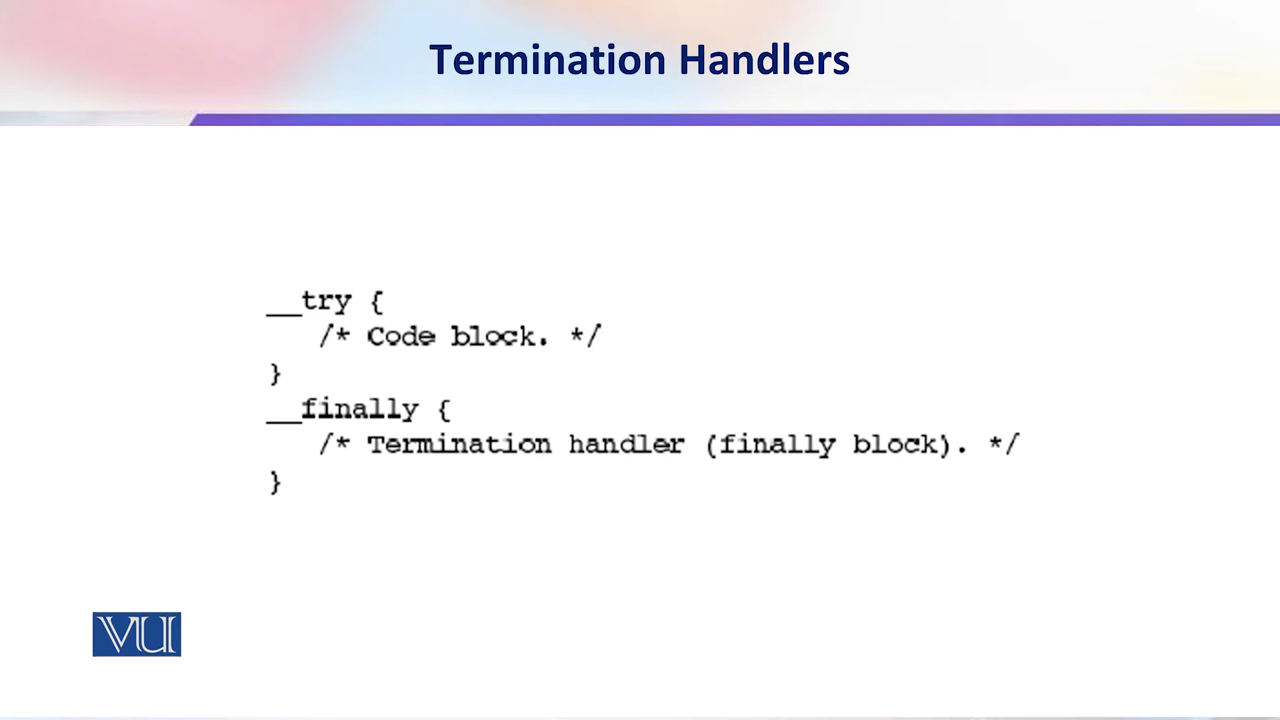 Termination Handlers
__try {
/* Code block. */
}
__finally {
/* Termination handler (finally block). */
}
VU